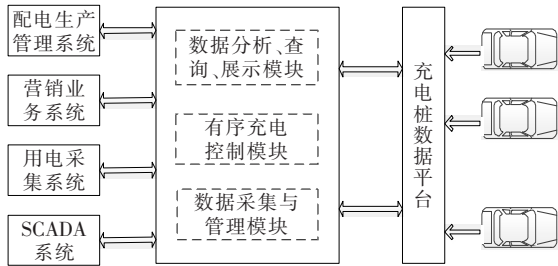 配电生产
管理系统
营销业
务系统
用电采
集系统
SCADA
系统
数据分析、查
询、展示模块
有序充电
控制模块
数据采集与
管理模块
充电桩数据平台